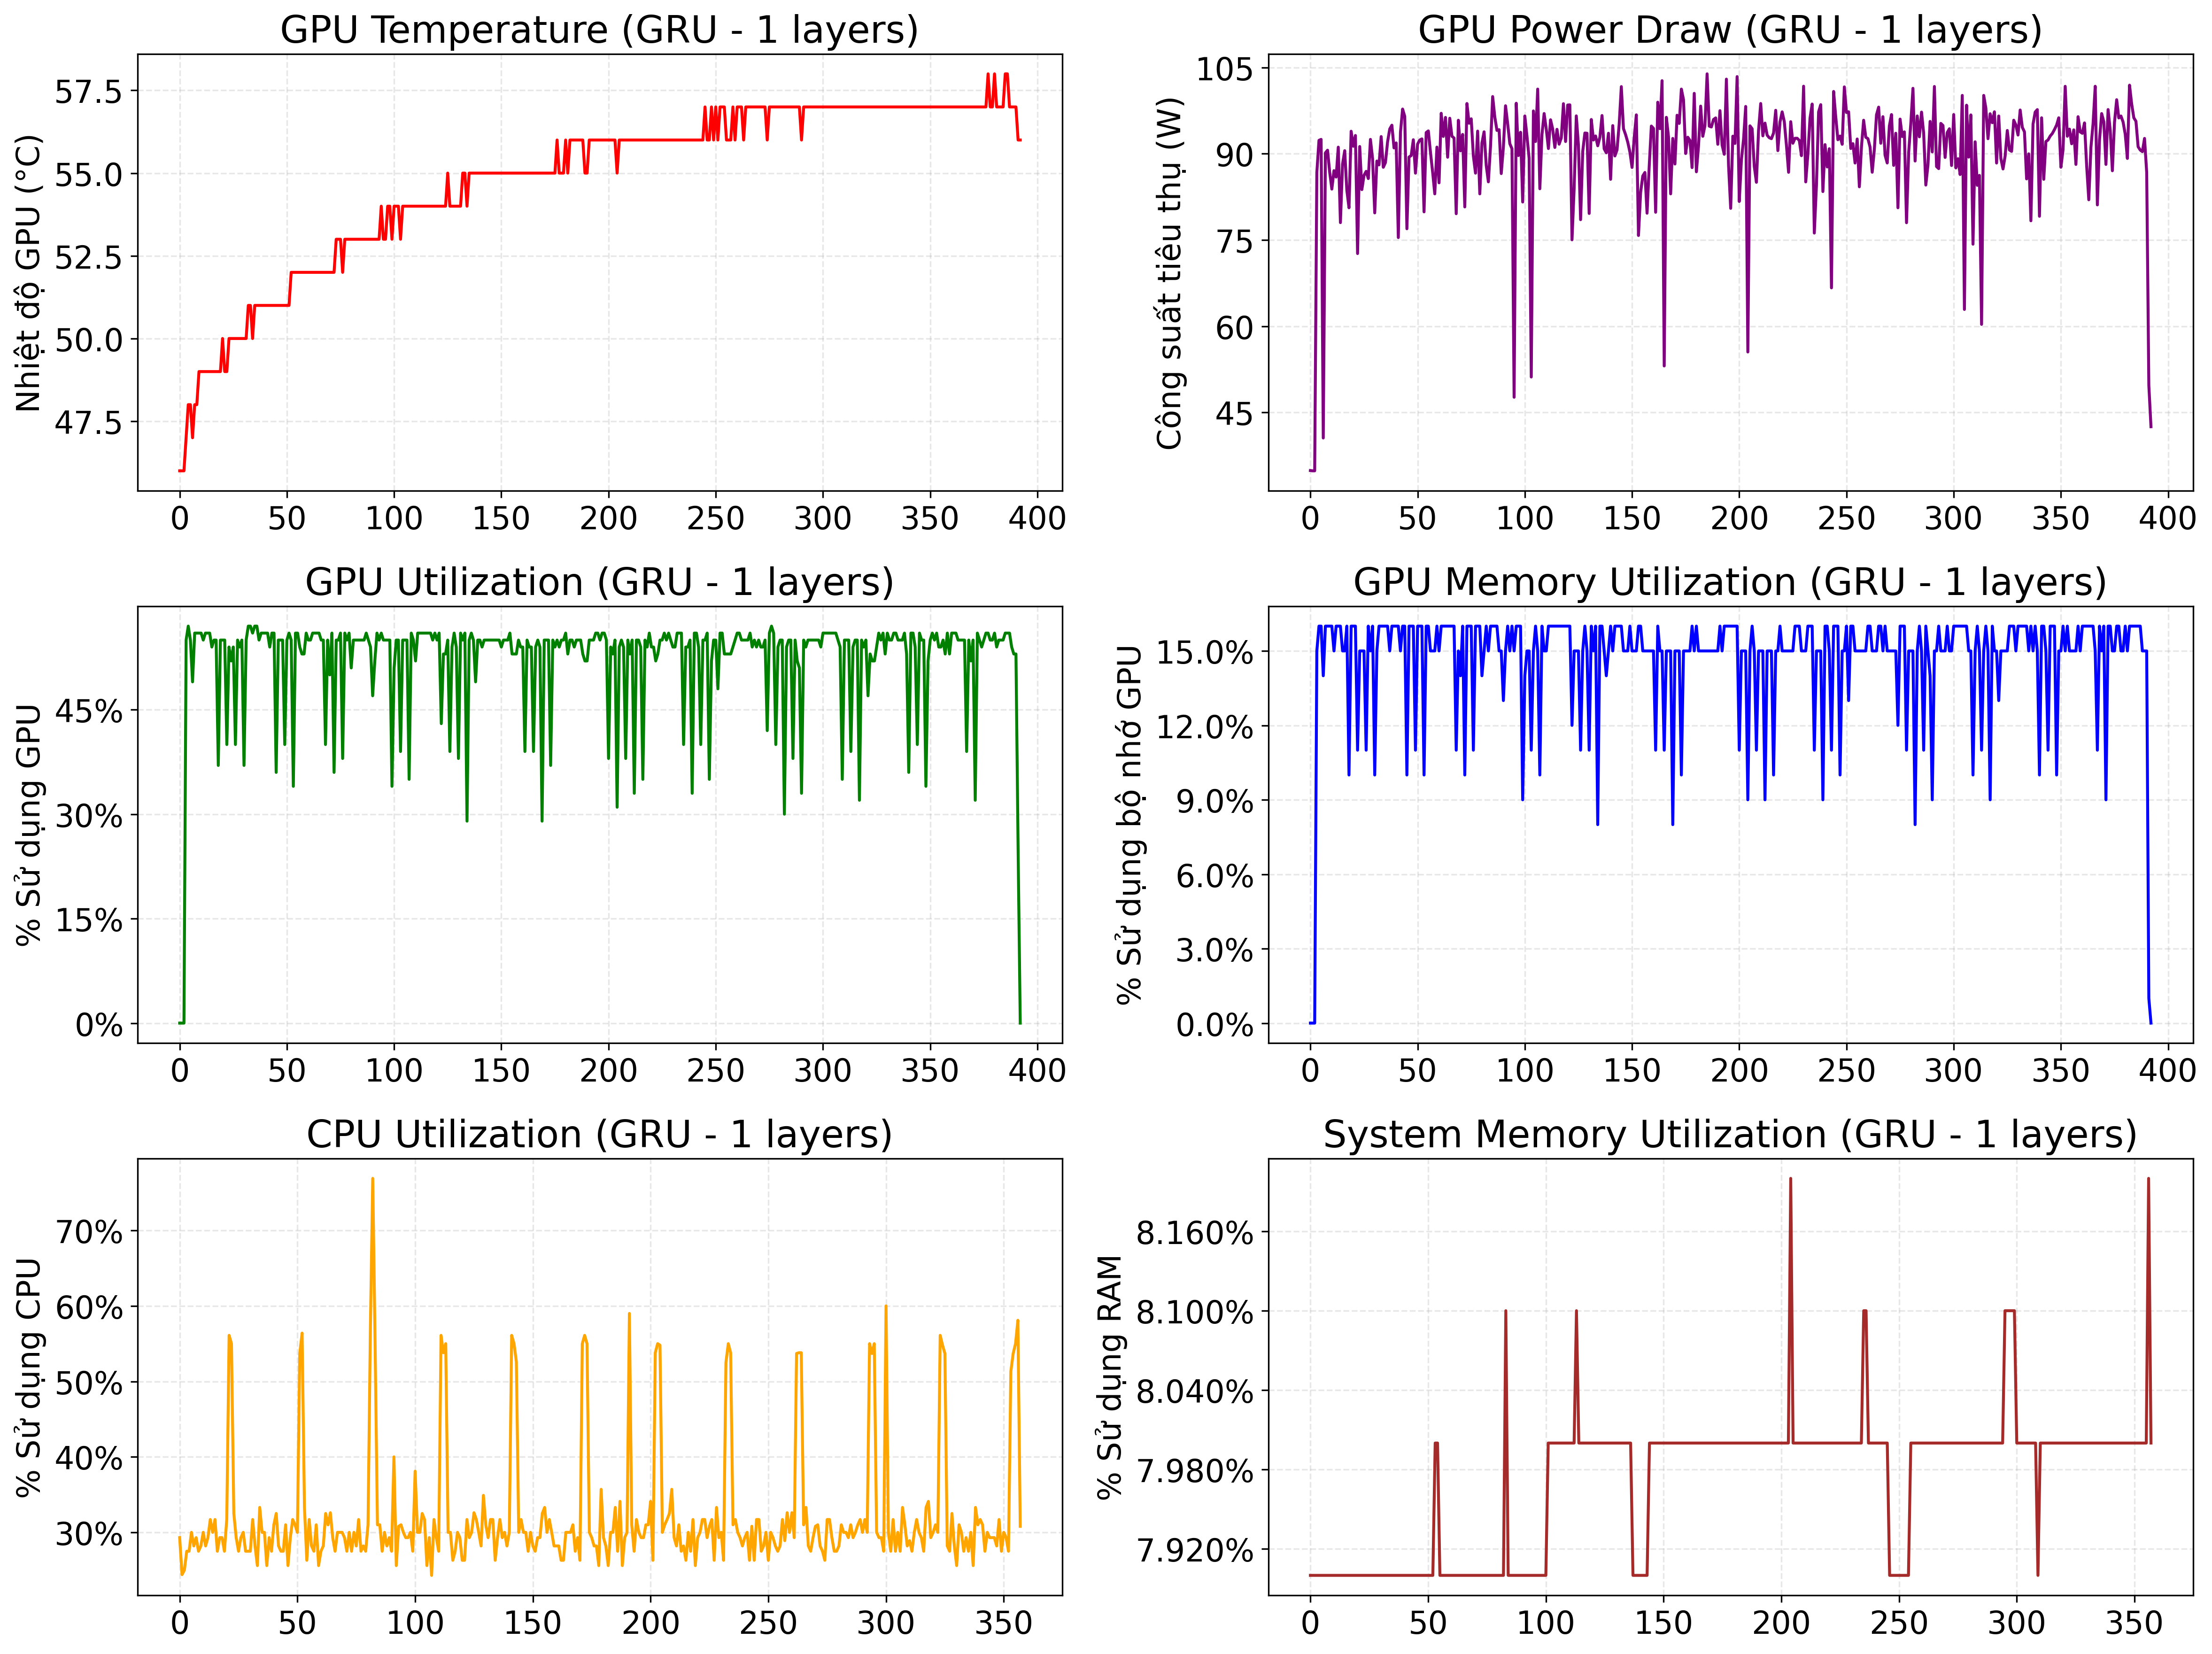 GPU Temperature (GRU - 1 layers)
Nhiệt độ GPU (°C)
57.5
55.0
52.5
50.0
47.5
0 50 100 150 200 250 300 350 400
GPU Power Draw (GRU - 1 layers)
Công suất tiêu thụ (W)
105
90
75
60
45
0 50 100 150 200 250 300 350 400
GPU Utilization (GRU - 1 layers)
% Sử dụng GPU
45%
30%
15%
0%
0 50 100 150 200 250 300 350 400
GPU Memory Utilization (GRU - 1 layers)
% Sử dụng bộ nhớ GPU
15.0%
12.0%
9.0%
6.0%
3.0%
0.0%
0 50 100 150 200 250 300 350 400
CPU Utilization (GRU - 1 layers)
% Sử dụng CPU
70%
60%
50%
40%
30%
0 50 100 150 200 250 300 350
System Memory Utilization (GRU - 1 layers)
% Sử dụng RAM
8.160%
8.100%
8.040%
7.980%
7.920%
0 50 100 150 200 250 300 350